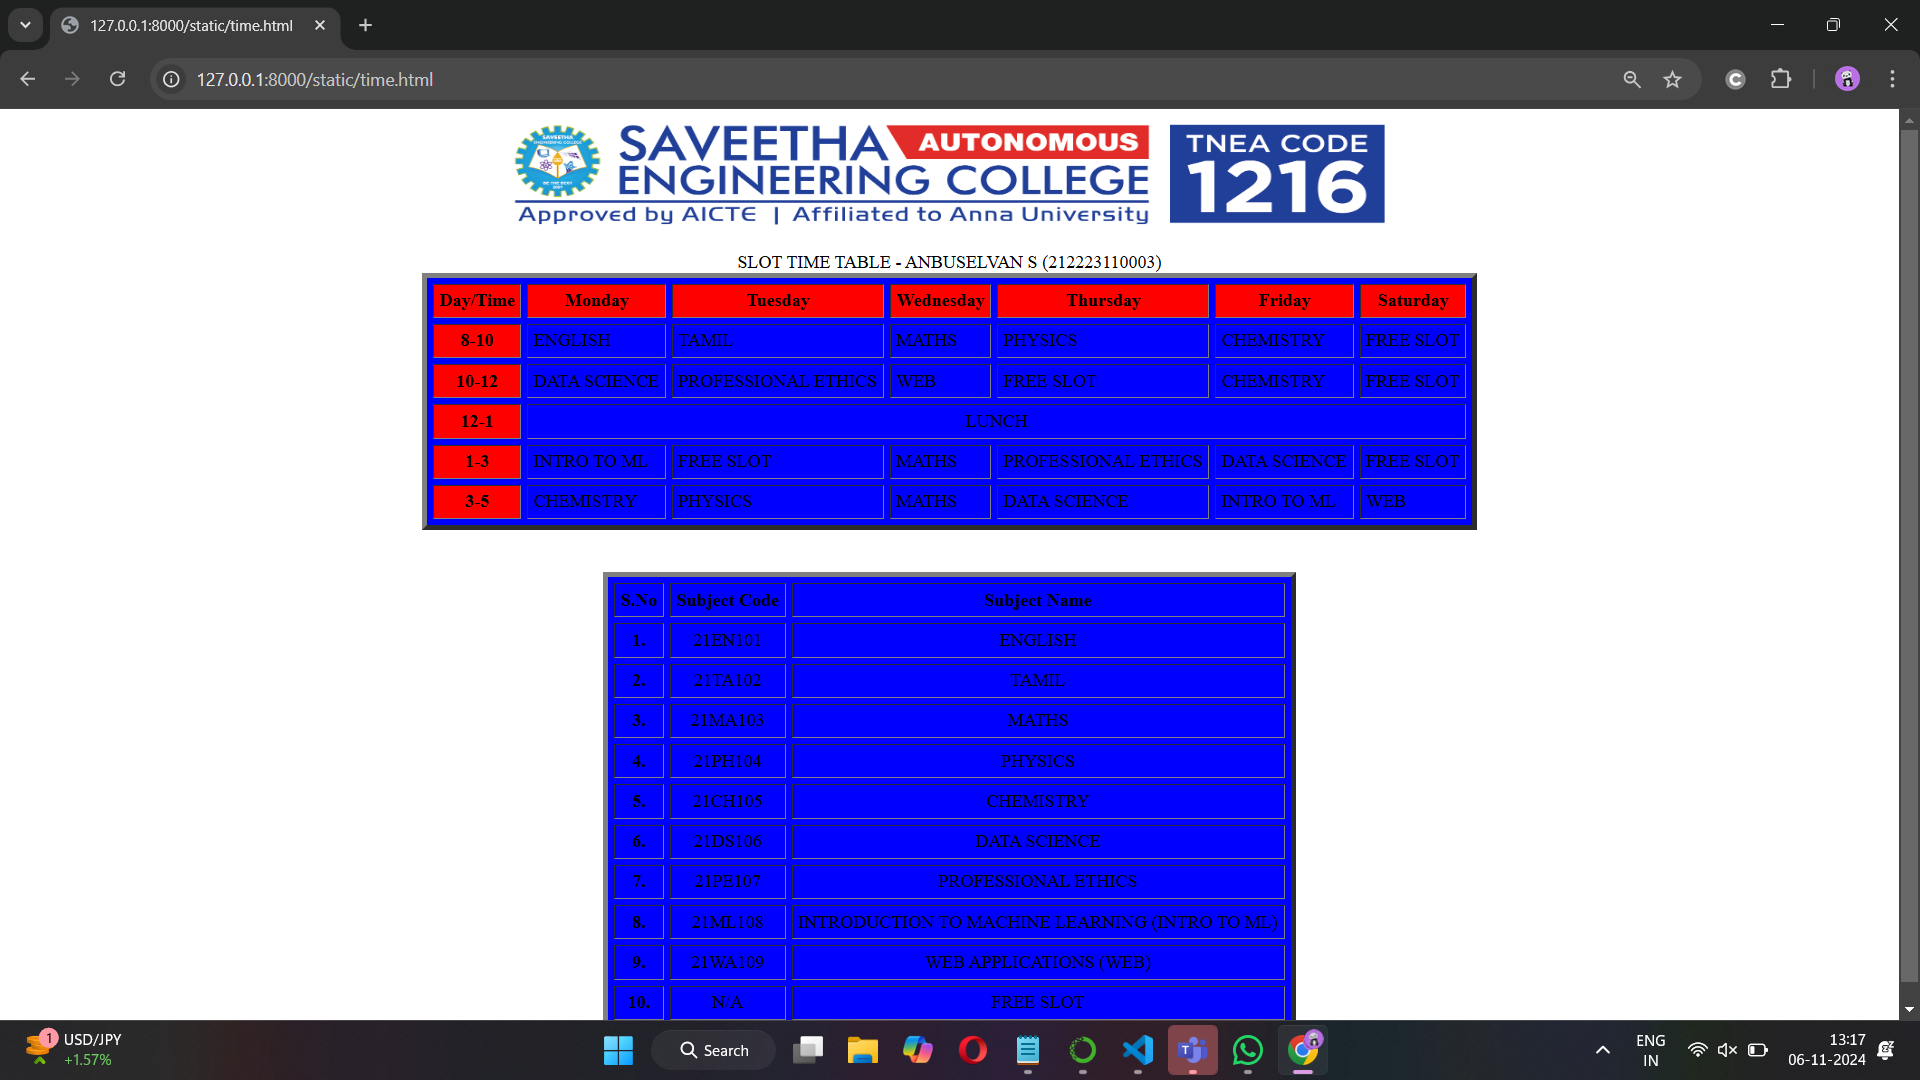 127.0.0.1:8000/static/time.html
127.0.0.1:8000/static/time.html
SAVEETHA AUTONOMOUS
ENGINEERING COLLEGE
Approved by AICTE | Affiliated to Anna University
TNEA CODE
1216
SAVEETHA
ENGINEERING COLLEGE
SLOT TIME TABLE - ANBUSELVAN S (212223110003)
Day/Time Monday Tuesday Wednesday Thursday Friday Saturday
8-10 ENGLISH TAMIL MATHS PHYSICS CHEMISTRY FREE SLOT
10-12 DATA SCIENCE PROFESSIONAL ETHICS WEB FREE SLOT CHEMISTRY FREE SLOT
12-1 LUNCH
1-3 INTRO TO ML FREE SLOT MATHS PROFESSIONAL ETHICS DATA SCIENCE FREE SLOT
3-5 CHEMISTRY PHYSICS MATHS DATA SCIENCE INTRO TO ML WEB
S.No Subject Code Subject Name
1. 21EN101 ENGLISH
2. 21TA102 TAMIL
3. 21MA103 MATHS
4. 21PH104 PHYSICS
5. 21CH105 CHEMISTRY
6. 21DS106 DATA SCIENCE
7. 21PE107 PROFESSIONAL ETHICS
8. 21ML108 INTRODUCTION TO MACHINE LEARNING (INTRO TO ML)
9. 21WA109 WEB APPLICATIONS (WEB)
10. N/A FREE SLOT
1
USD/JPY
+1.57%
Search
ENG
IN
13:17
06-11-2024